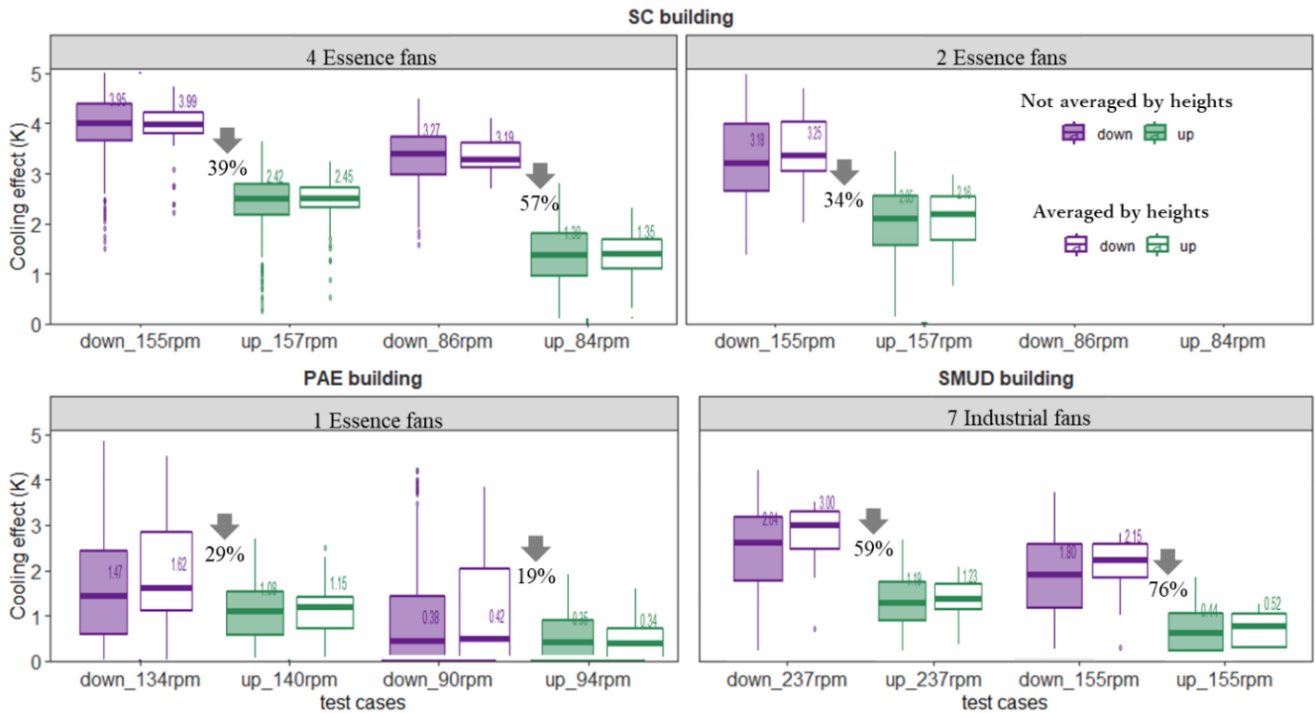 SC building
4 Essence fans
2 Essence fans
Cooling effect (K)
5
4
3
2
1
0
3.95
3.99
39%
2.42
2.45
3.27
3.19
57%
1.35
down_155rpm
up_157rpm
down_86rpm
up_84rpm
3.18
3.25
34%
2.05
2.16
Not averaged by heights
down
up
Averaged by heights
down
up
down_155rpm
up_157rpm
down_86rpm
up_84rpm
PAE building
SMUD building
1 Essence fans
7 Industrial fans
Cooling effect (K)
5
4
3
2
1
0
1.47
1.62
29%
1.08
1.15
0.38
0.42
19%
0.34
down_134rpm
up_140rpm
down_90rpm
up_94rpm
test cases
3.00
59%
1.23
1.80
2.15
76%
0.44
0.52
down_237rpm
up_237rpm
down_155rpm
up_155rpm
test cases